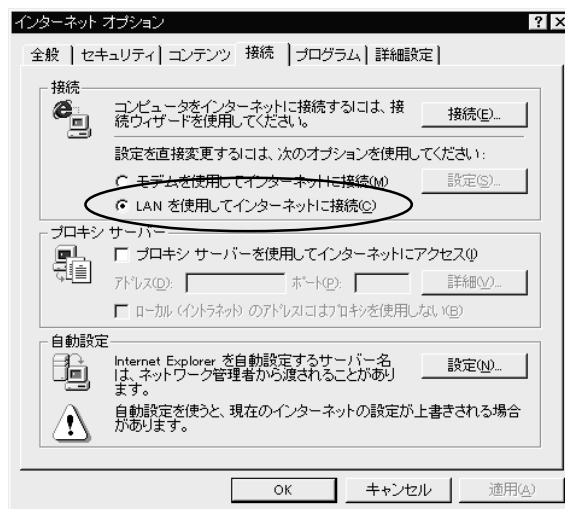 インターネット オプション
全般 セキュリティ コンテンツ 接続 プログラム 詳細設定
接続
コンピュータをインターネットに接続するには、接
続ウィザードを使用してください。
接続(E)...
設定を直接変更するには、次のオプションを使用してください:
モデムを使用してインターネットに接続(M)
設定(S)...
LAN を使用してインターネットに接続(C)
プロキシ サーバー
プロキシ サーバーを使用してインターネットにアクセス(I)
アドレス(D):
ポート(P):
詳細(V)...
ローカル (イントラネット) のアドレスにはプロキシを使用しない(B)
自動設定
Internet Explorer を自動設定するサーバー名
は、ネットワーク管理者から渡されることがあり
ます。
設定(N)...
自動設定を使うと、現在のインターネットの設定が上書きされる場合
があります。
OK キャンセル 適用(A)